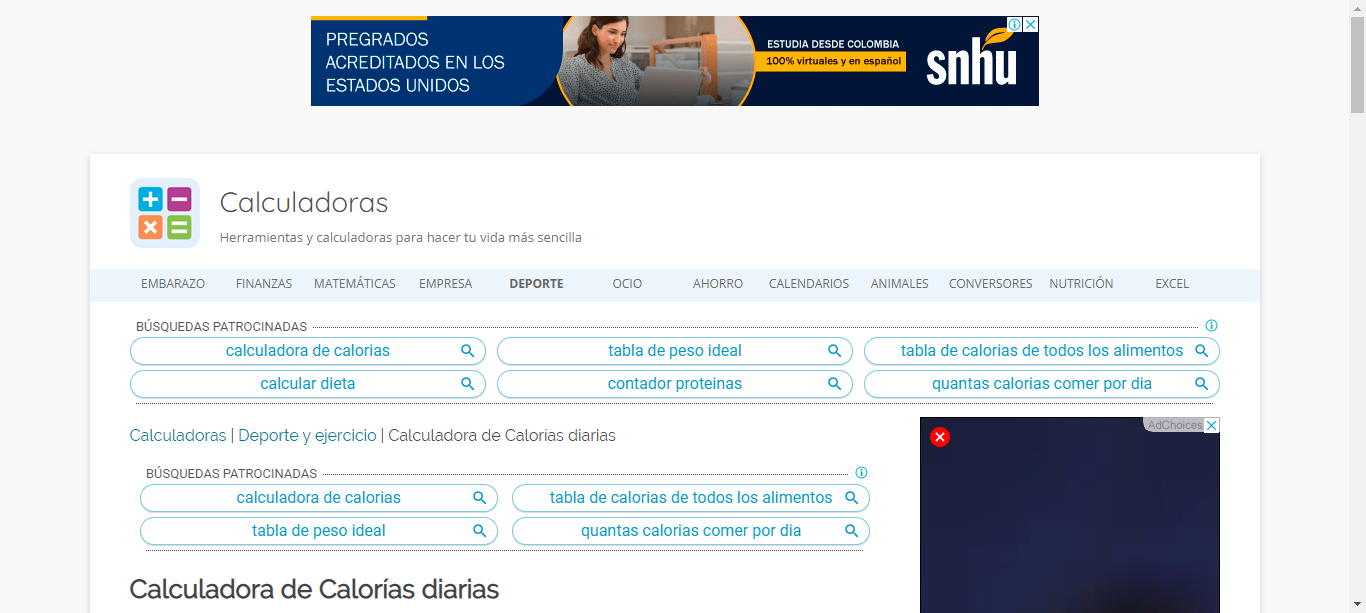 PREGRADOS
ACREDITADOS EN LOS
ESTADOS UNIDOS
ESTUDIA DESDE COLOMBIA
100% virtuales y en español
snhu
Calculadoras
Herramientas y calculadoras para hacer tu vida más sencilla
EMBARAZO FINANZAS MATEMÁTICAS EMPRESA DEPORTE OCIO AHORRO CALENDARIOS ANIMALES CONVERSORES NUTRICIÓN EXCEL
BÚSQUEDAS PATROCINADAS
calculadora de calorias tabla de peso ideal tabla de calorias de todos los alimentos
calcular dieta contador proteinas quantas calorias comer por dia
Calculadoras | Deporte y ejercicio | Calculadora de Calorías diarias
AdChoices
BÚSQUEDAS PATROCINADAS
calculadora de calorias tabla de calorias de todos los alimentos
tabla de peso ideal quantas calorias comer por dia
Calculadora de Calorías diarias